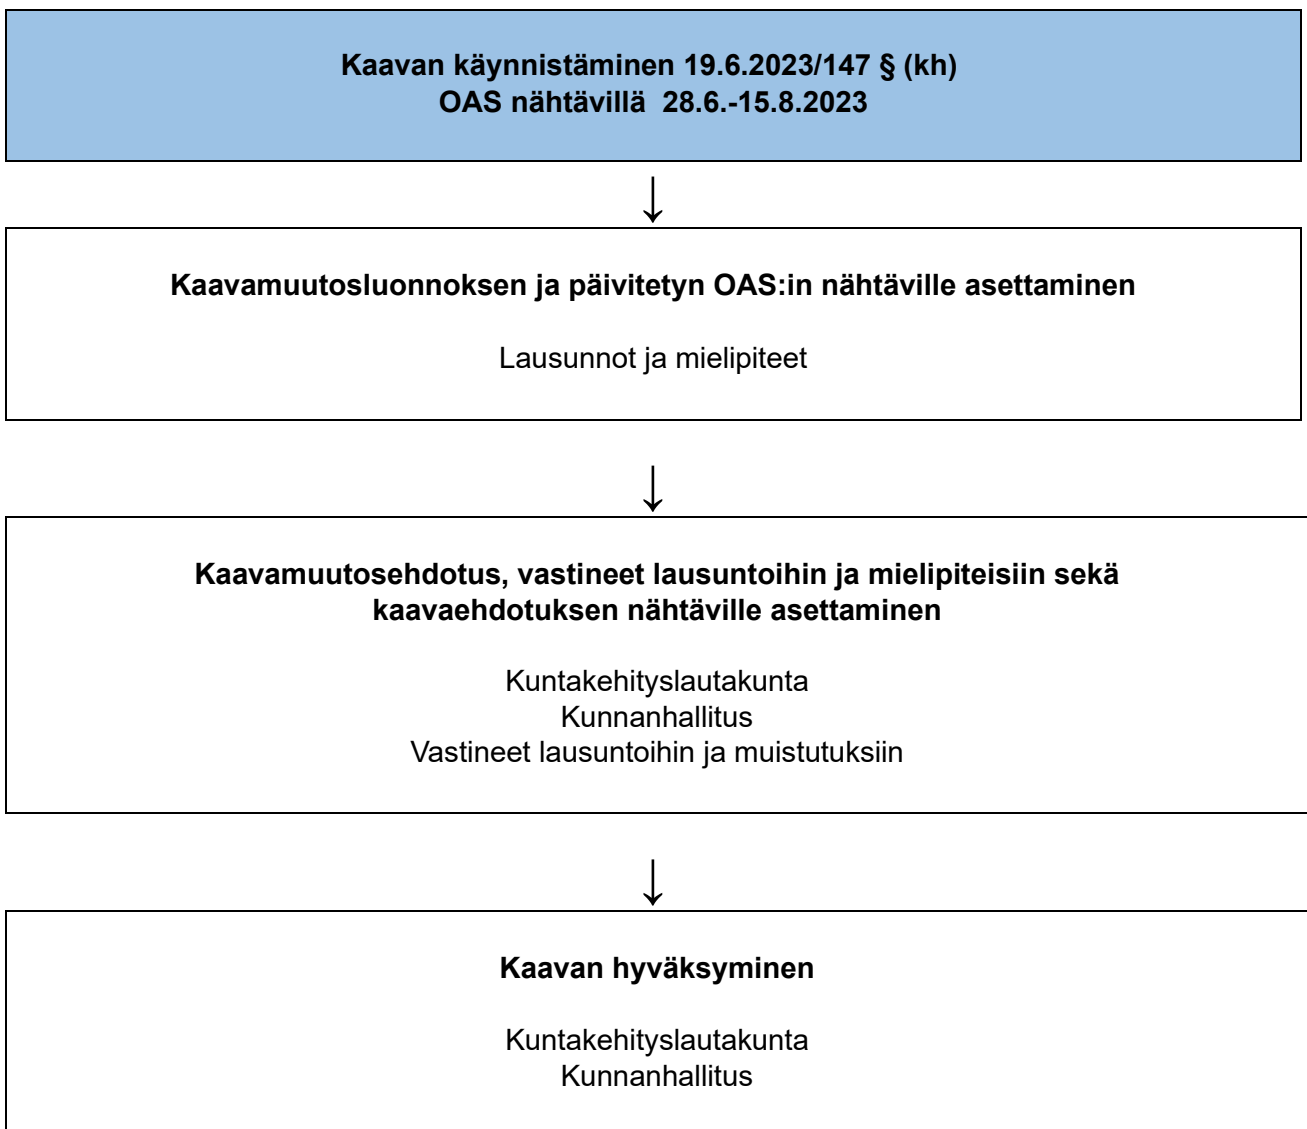 Kaavan käynnistäminen 19.6.2023/147 § (kh)
OAS nähtävillä 28.6.-15.8.2023
Kaavamuutosluonnoksen ja päivitetyn OAS:in nähtäville asettaminen
Lausunnot ja mielipiteet
Kaavamuutosehdotus, vastineet lausuntoihin ja mielipiteisiin sekä
kaavaehdotuksen nähtäville asettaminen
Kuntakehityslautakunta
Kunnanhallitus
Vastineet lausuntoihin ja muistutuksiin
Kaavan hyväksyminen
Kuntakehityslautakunta
Kunnanhallitus